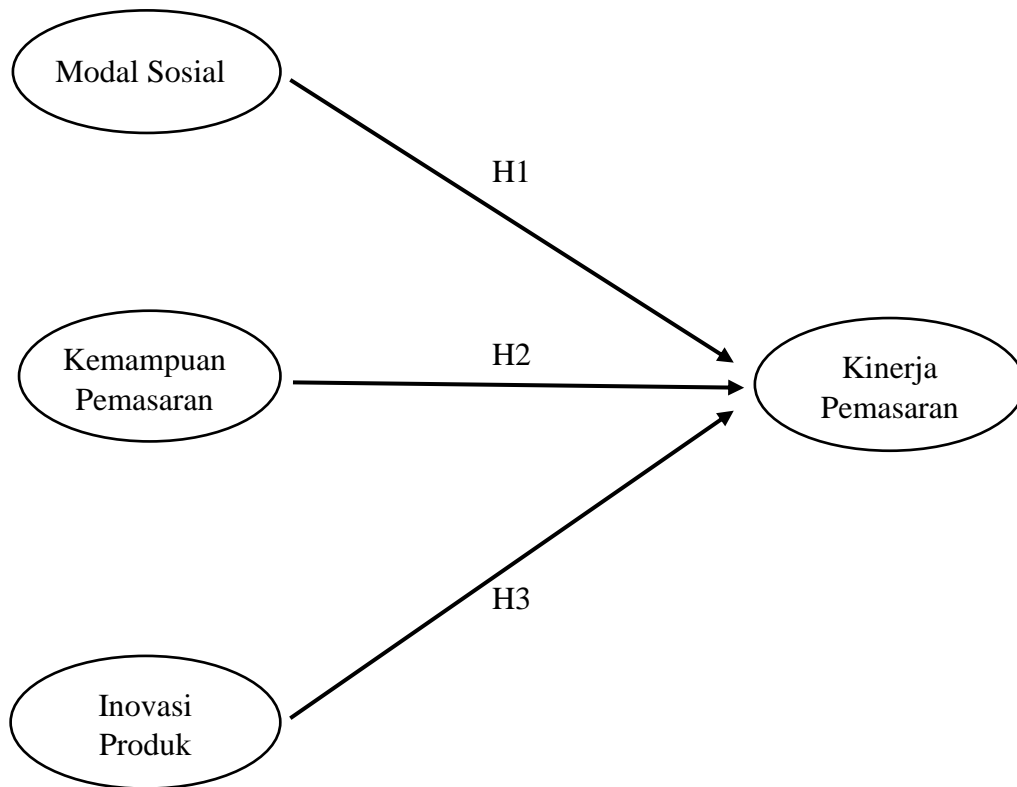 Modal Sosial
H1
Kemampuan
Pemasaran
H2
Kinerja
Pemasaran
H3
Inovasi
Produk